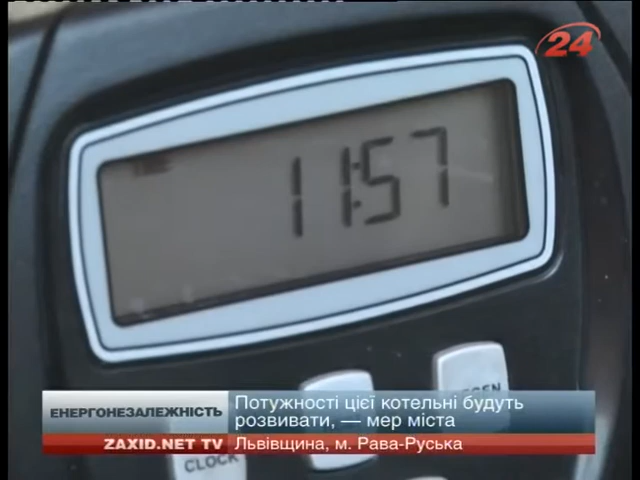 24
11:57
ЕНЕРГОНЕЗАЛЕЖНІСТЬ
Потужності цієї котельні будуть
розвивати, — мер міста
ZAXID.NET TV
Львівщина, м. Рава-Руська
CLOCK